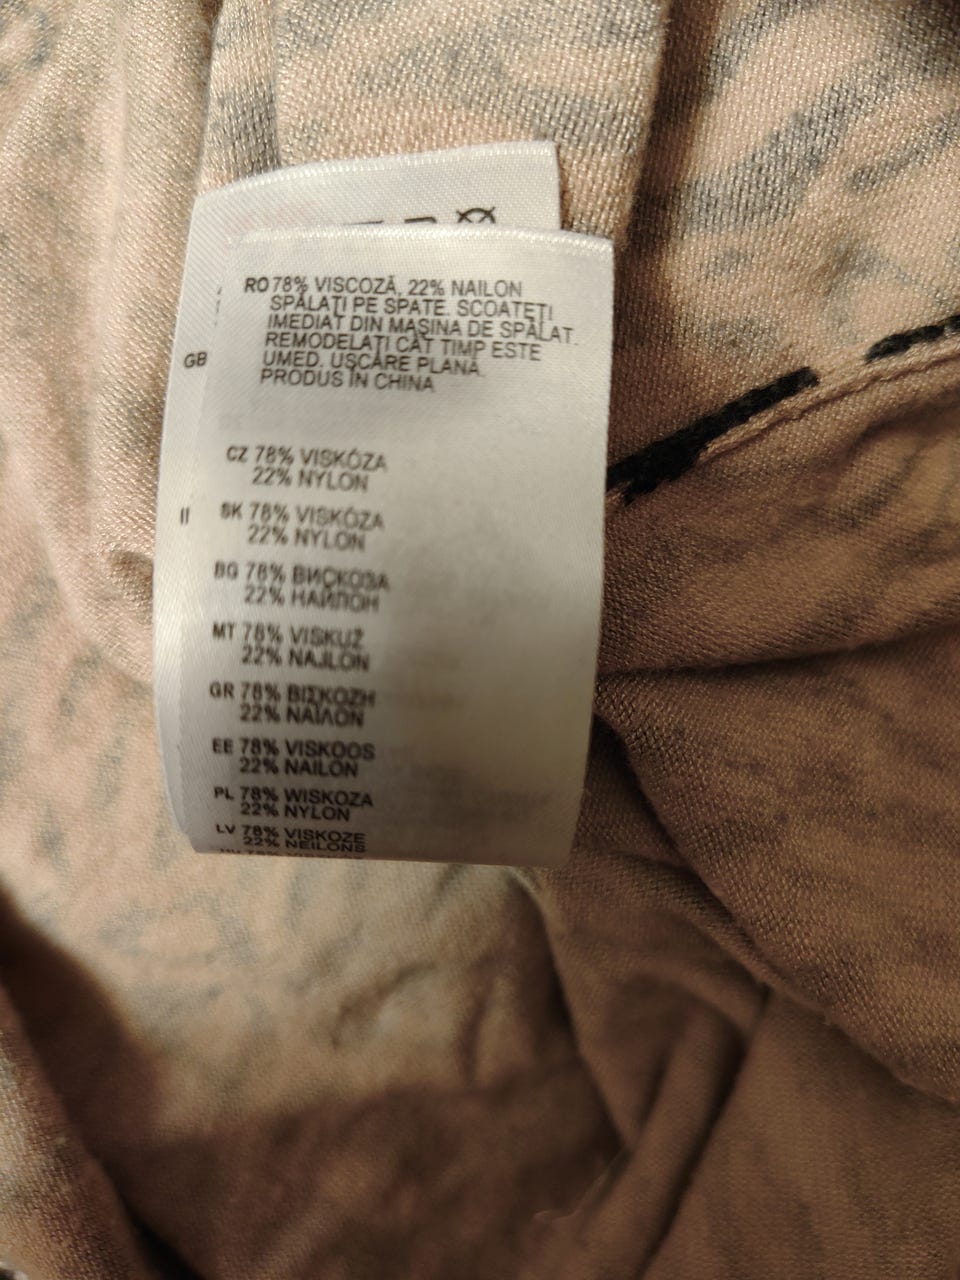 RO 78% VISCOZĂ, 22% NAILON
SPĂLAȚI PE SPATE. SCOATEȚI
IMEDIAT DIN MAȘINA DE SPĂLAT.
REMODELAȚI CÂT TIMP ESTE
UMED. USCARE PLANĂ.
PRODUS ÎN CHINA
GB
CZ 78% VISKÓZA
22% NYLON
SK 78% VISKÓZA
22% NYLON
BG 78% ВИСКОЗА
22% НАЙЛОН
MT 78% VISKUŻ
22% NAJLON
GR 78% ΒΙΣΚΟΖΗ
22% ΝΑΪΛΟΝ
EE 78% VISKOOS
22% NAILON
PL 78% WISKOZA
22% NYLON
LV 78% VISKOZE
22% NEILONS